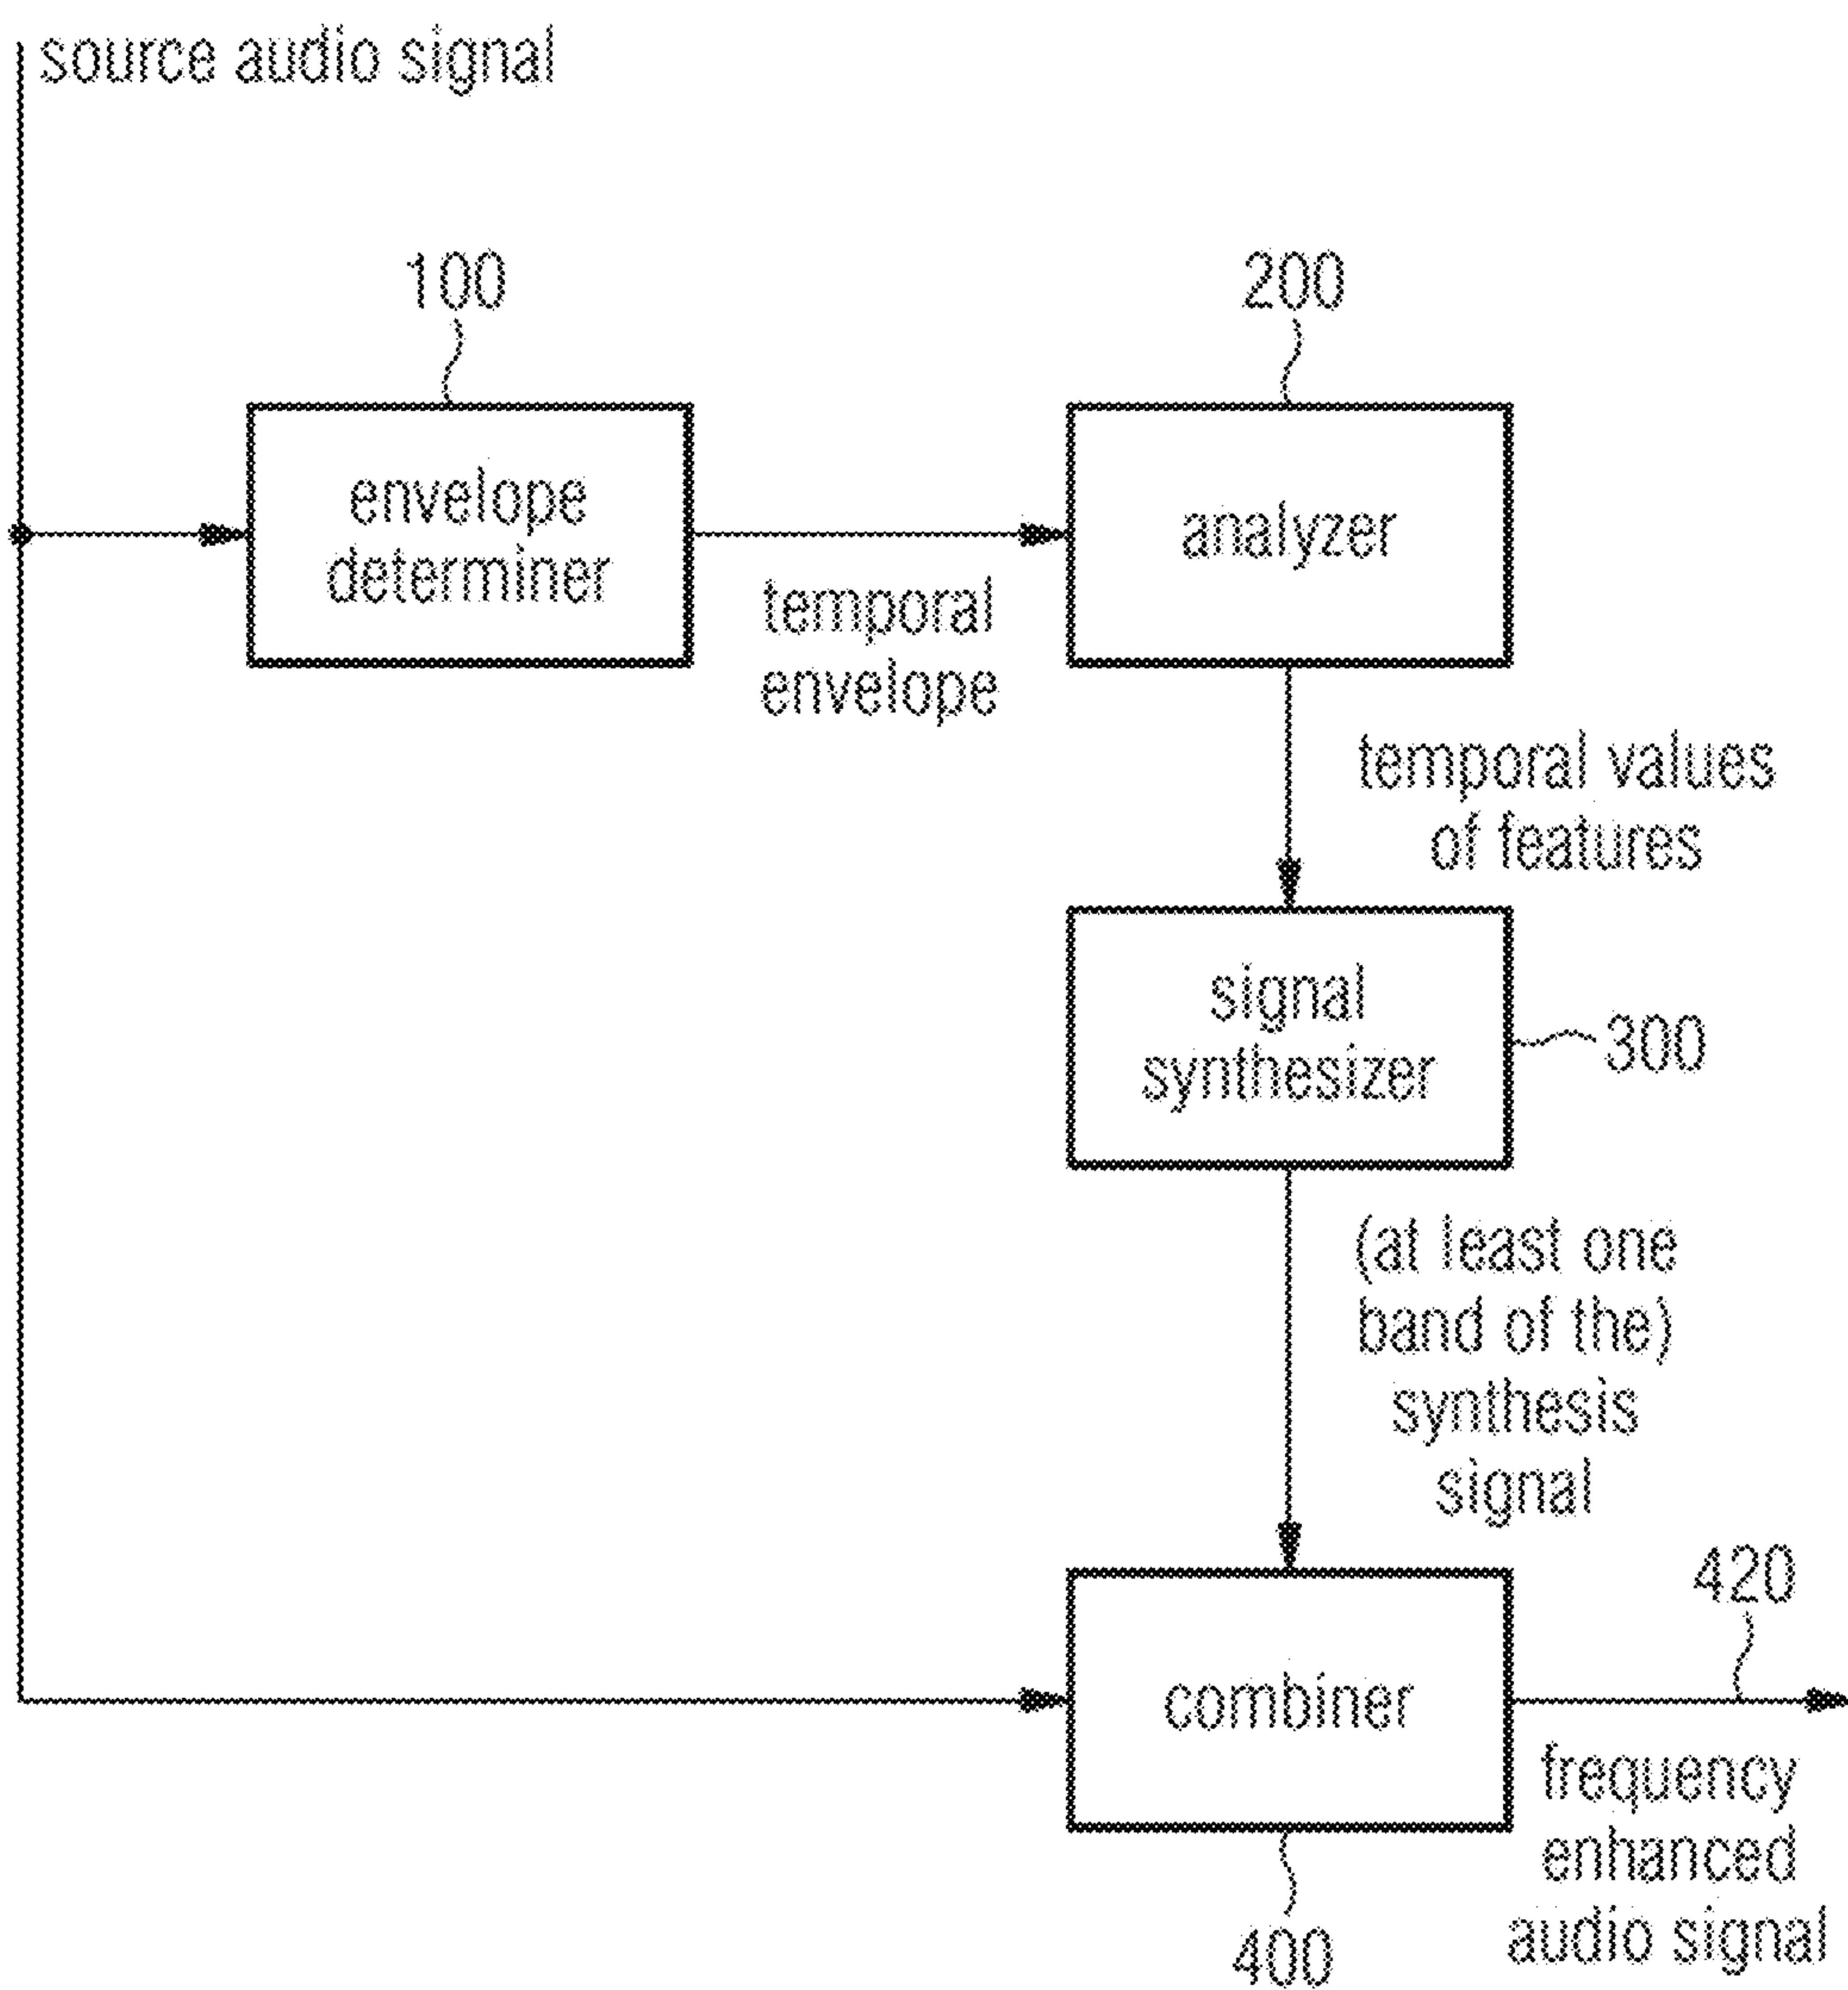 source audio signal
100
200
envelope
determiner
analyzer
temporal
envelope
temporal values
of features
signal
synthesizer
300
(at least one
band of the)
synthesis
signal
420
combiner
frequency
enhanced
audio signal
400